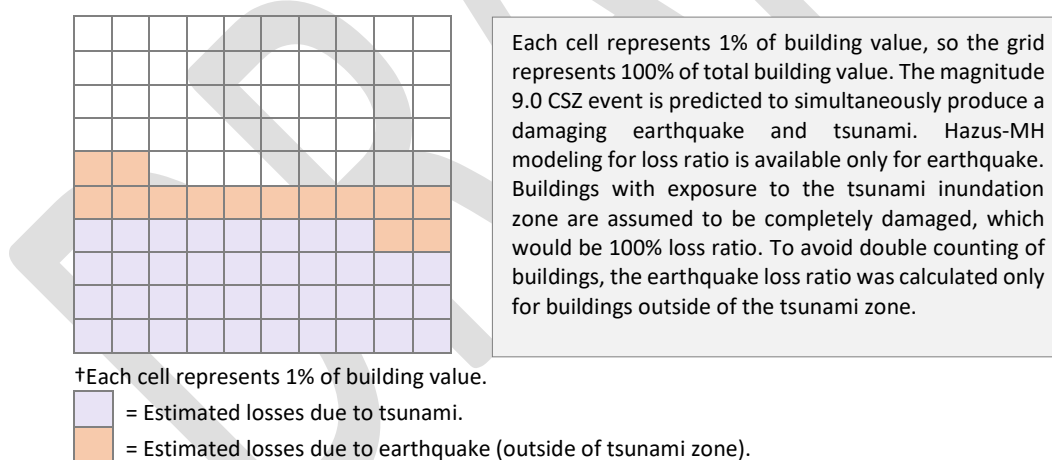 Each cell represents 1% of building value, so the grid
represents 100% of total building value. The magnitude
9.0 CSZ event is predicted to simultaneously produce a
damaging earthquake and tsunami. Hazus-MH
modeling for loss ratio is available only for earthquake.
Buildings with exposure to the tsunami inundation
zone are assumed to be completely damaged, which
would be 100% loss ratio. To avoid double counting of
buildings, the earthquake loss ratio was calculated only
for buildings outside of the tsunami zone.
†Each cell represents 1% of building value.
= Estimated losses due to tsunami.
= Estimated losses due to earthquake (outside of tsunami zone).